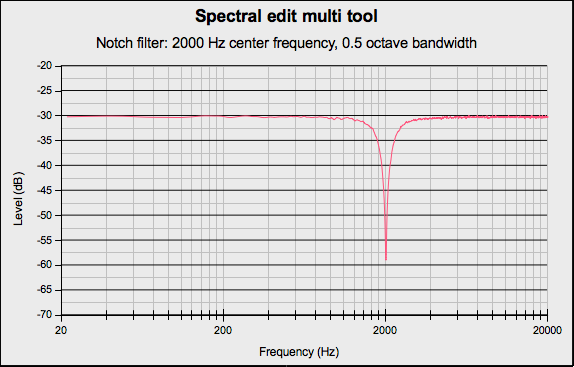 Spectral edit multi tool
Notch filter: 2000 Hz center frequency, 0.5 octave bandwidth
-20
-25
-30
-35
-40
-45
-50
-55
-60
-65
-70
Level (dB)
20 200 2000 20000
Frequency (Hz)